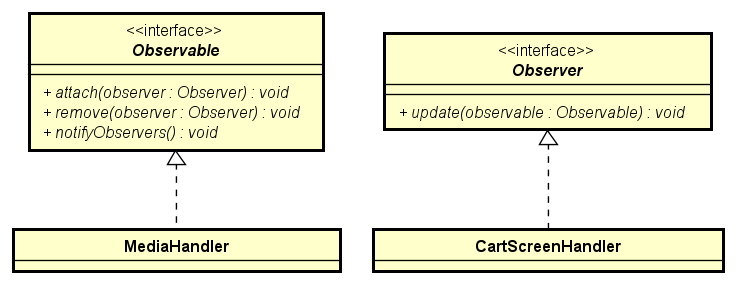 <<interface>>
Observable
+ attach(observer : Observer) : void
+ remove(observer : Observer) : void
+ notifyObservers() : void
<<interface>>
Observer
+ update(observable : Observable) : void
MediaHandler
CartScreenHandler